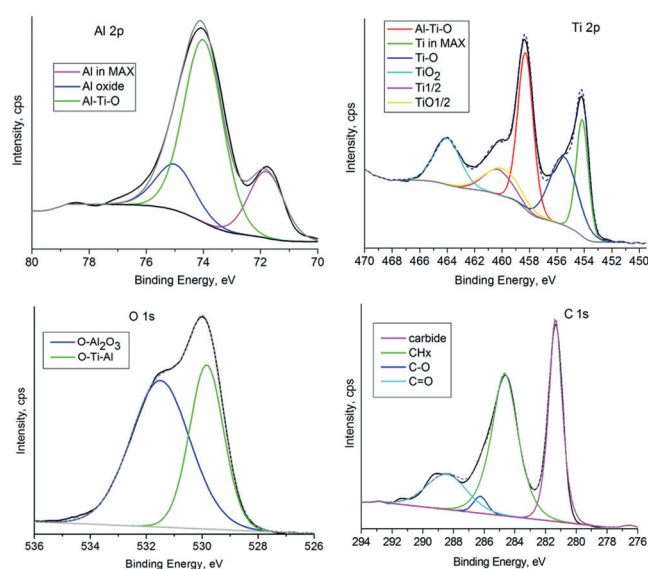 Al 2p
Al in MAX
Al oxide
Al-Ti-O
Intensity, cps
80 78 76 74 72 70
Binding Energy, eV
Ti 2p
Al-Ti-O
Ti in MAX
Ti-O
TiO2
Ti1/2
TiO1/2
Intensity, cps
470 468 466 464 462 460 458 456 454 452 450
Binding Energy, eV
O 1s
O-Al2O3
O-Ti-Al
Intensity, cps
536 534 532 530 528 526
Binding Energy, eV
C 1s
carbide
CHx
C-O
C=O
Intensity, cps
294 292 290 288 286 284 282 280 278 276
Binding Energy, eV